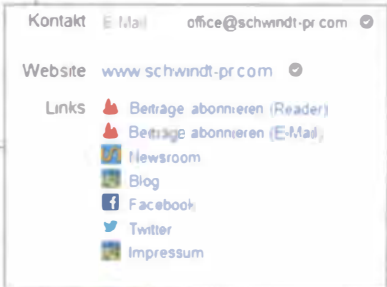 Kontakt E-Mail office@schwindt-pr.com
Website www.schwindt-pr.com
Links Beiträge abonnieren (Reader)
Beiträge abonnieren (E-Mail)
Newsroom
Blog
Facebook
Twitter
Impressum